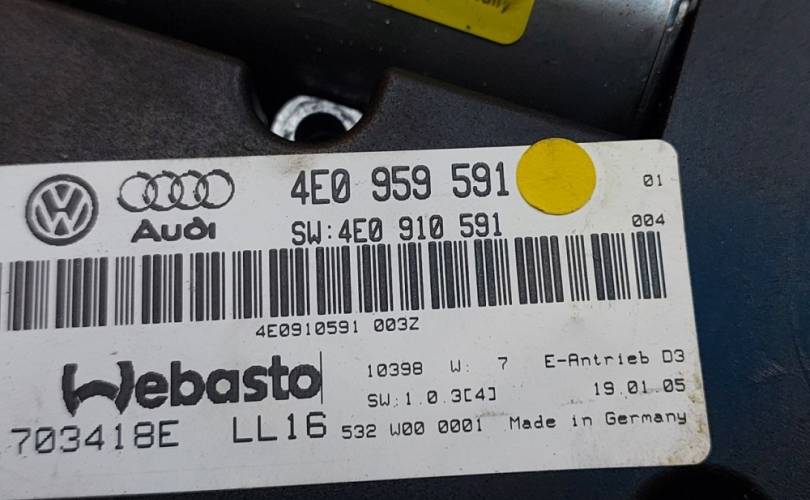 4E0 959 591
01
Audi
SW:4E0 910 591
004
4E0910591 003Z
Webasto
10398 W: 7 E-Antrieb D3
SW:1.0.3[4] 19.01.05
703418E LL16 532 W00 0001 Made in Germany